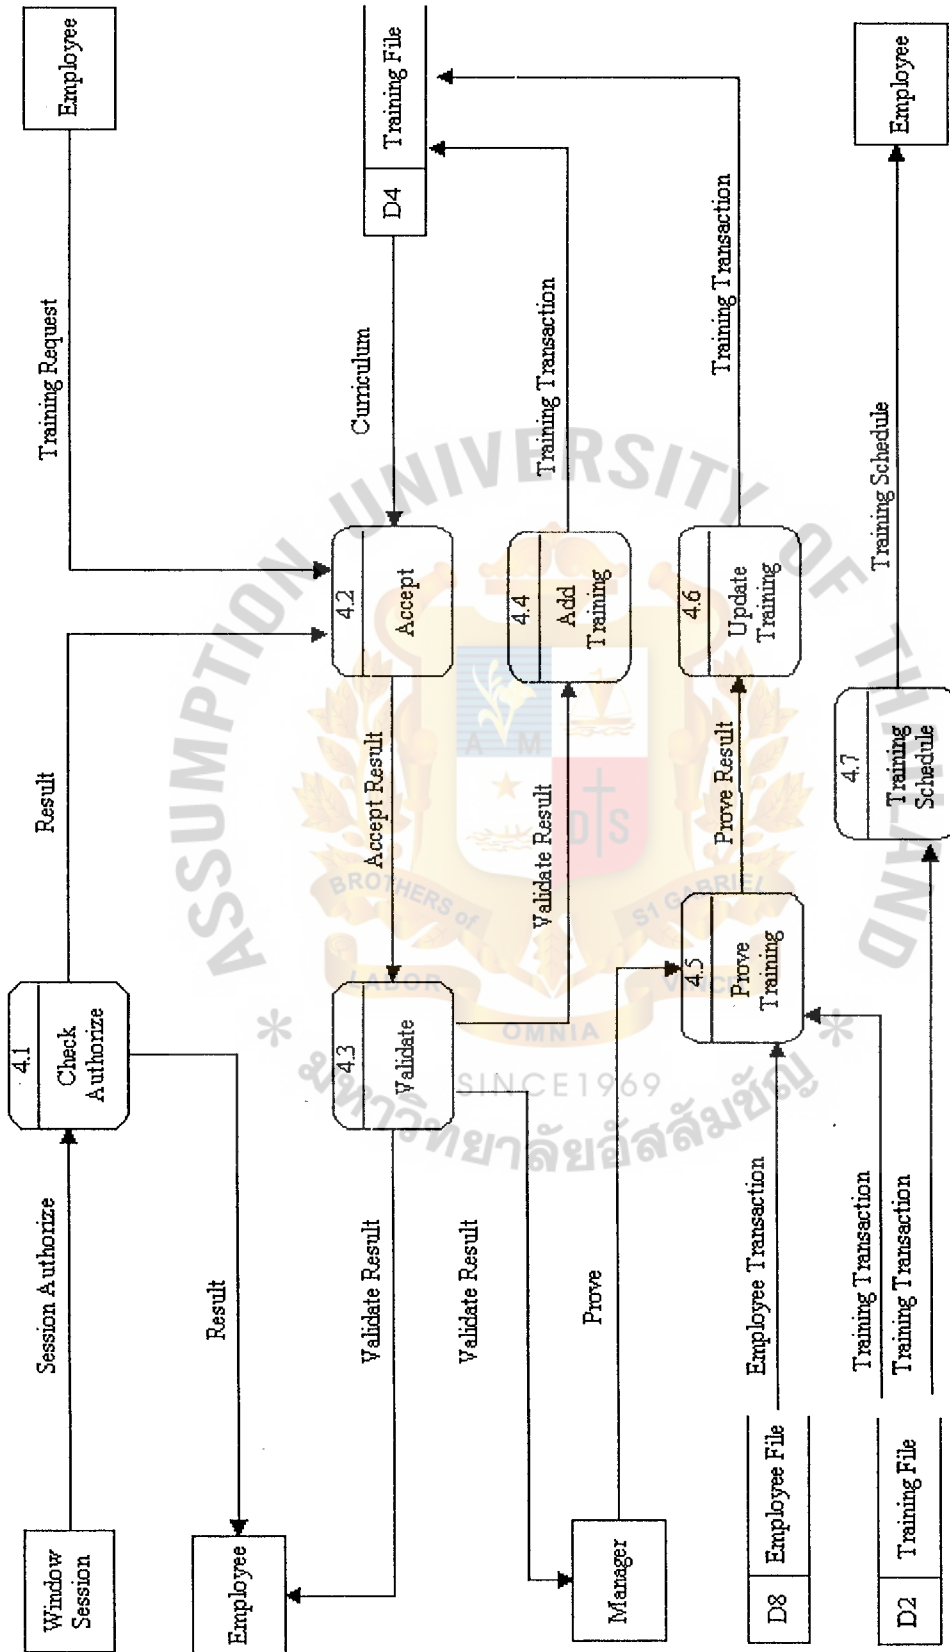 Window
Session
Session Authorize
4.1
Check
Authorize
Result
Training Request
Employee
Result
Employee
Validate Result
4.3
Validate
Accept Result
4.2
Accept
Curriculum
D4
Training File
Validate Result
Validate Result
4.4
Add
Training
Training Transaction
Manager
Prove
4.5
Prove
Training
Prove Result
4.6
Update
Training
Training Transaction
D8
Employee File
Employee Transaction
D2
Training File
Training Transaction
Training Transaction
4.7
Training
Schedule
Training Schedule
Employee
ASSUMPTION UNIVERSITY OF THAILAND
A M
D S
BROTHERS of
S1 GABRIEL
LABOR
OMNIA
VINCIT
SINCE1969
* มหาวิทยาลัยอัสสัมชัญ *